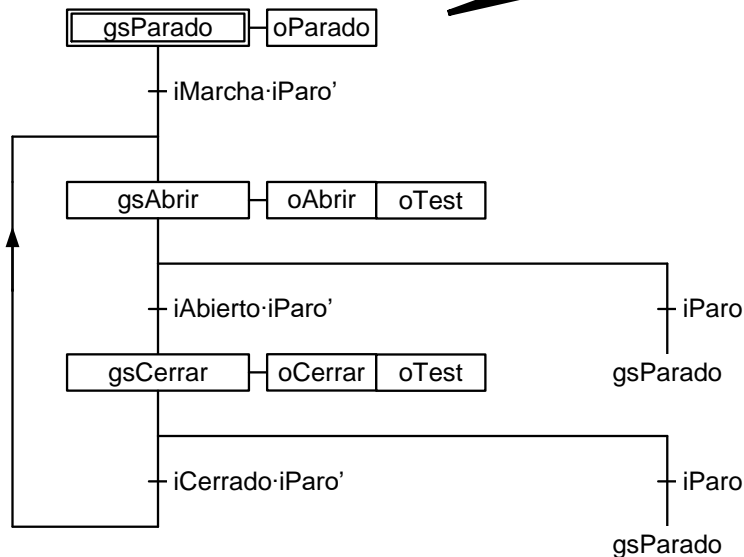 gsParado oParado
iMarcha·iParo’
gsAbrir oAbrir oTest
iAbierto·iParo’ iParo
gsCerrar oCerrar oTest
gsParado
iCerrado·iParo’ iParo
gsParado